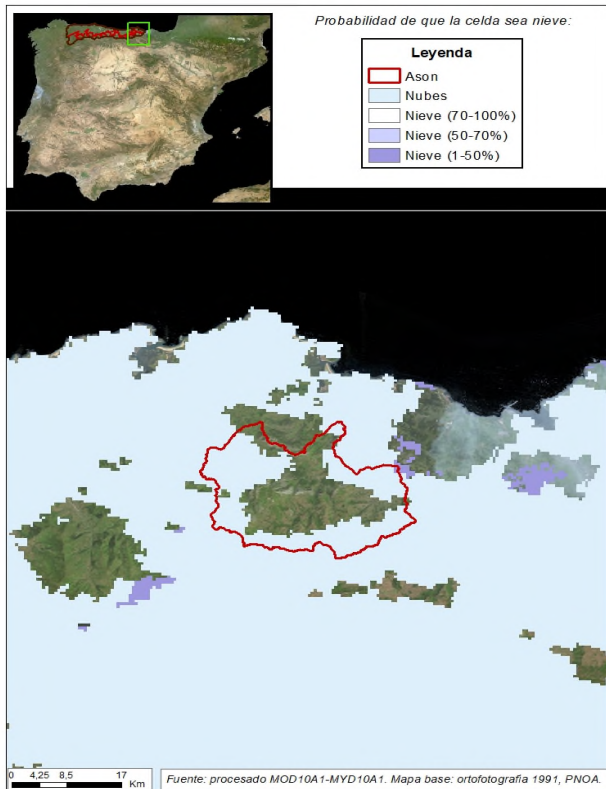 Probabilidad de que la celda sea nieve:
Leyenda
Ason
Nubes
Nieve (70-100%)
Nieve (50-70%)
Nieve (1-50%)
0 4,25 8,5 17
Km
Fuente: procesado MOD10A1-MYD10A1. Mapa base: ortofotografia 1991, PNOA.